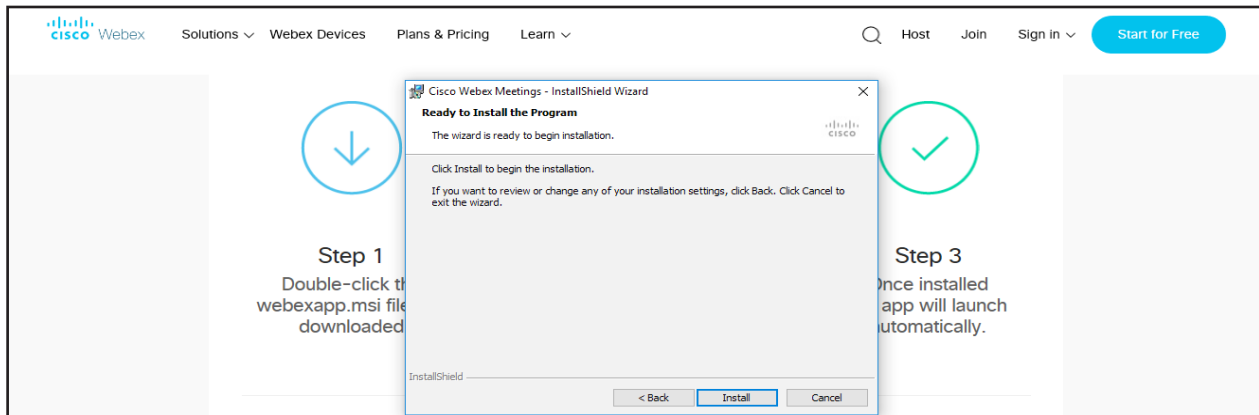 cisco Webex
Solutions Webex Devices Plans & Pricing Learn Host Join Sign in Start for Free
Cisco Webex Meetings - InstallShield Wizard
Ready to Install the Program
The wizard is ready to begin installation.
cisco
Click Install to begin the installation.
If you want to review or change any of your installation settings, click Back. Click Cancel to
exit the wizard.
InstallShield
< Back Install Cancel
Step 1
Double-click
webexapp.msi
downloaded
Step 3
installed
app will launch
automatically.